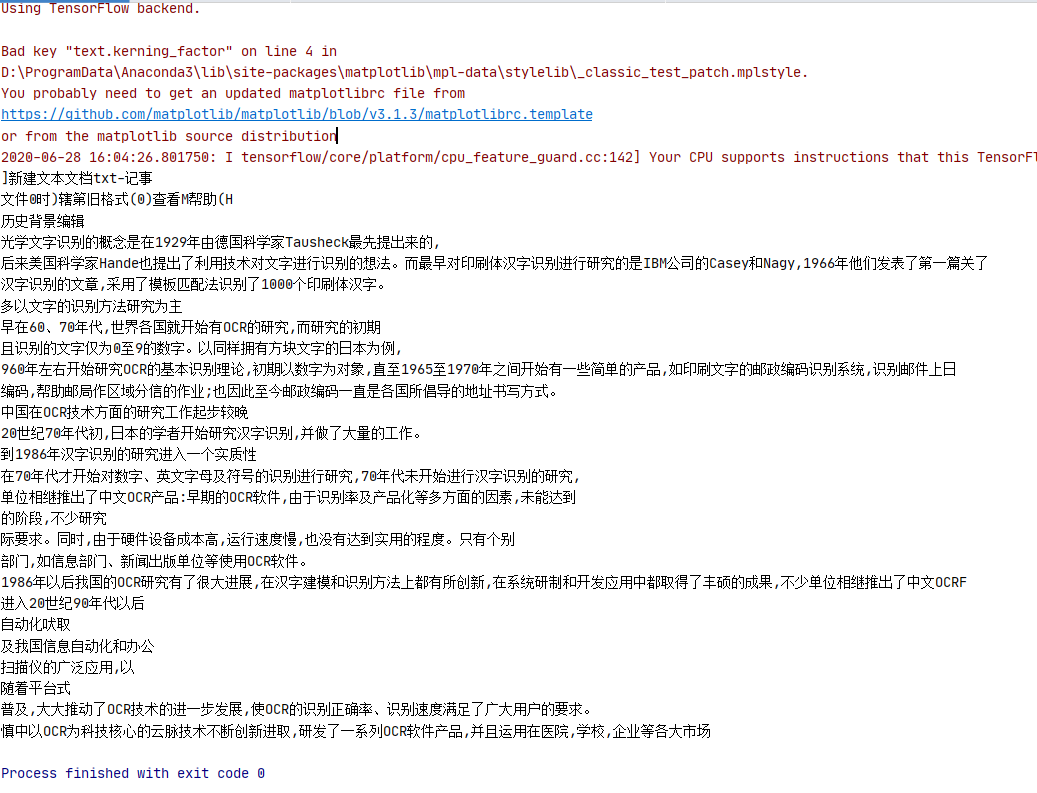 Using TensorFlow backend.
Bad key "text.kerning_factor" on line 4 in
D:\ProgramData\Anaconda3\lib\site-packages\matplotlib\mpl-data\stylelib\_classic_test_patch.mplstyle.
You probably need to get an updated matplotlibrc file from
https://github.com/matplotlib/matplotlib/blob/v3.1.3/matplotlibrc.template
or from the matplotlib source distribution
2020-06-28 16:04:26.801750: I tensorflow/core/platform/cpu_feature_guard.cc:142] Your CPU supports instructions that this TensorFl
]新建文本文档txt-记事
文件0时)辖第旧格式(0)查看M帮助(H
历史背景编辑
光学文字识别的概念是在1929年由德国科学家Tausheck最先提出来的,
后来美国科学家Hande也提出了利用技术对文字进行识别的想法。而最早对印刷体汉字识别进行研究的是IBM公司的Casey和Nagy,1966年他们发表了第一篇关了
汉字识别的文章,采用了模板匹配法识别了1000个印刷体汉字。
多以文字的识别方法研究为主
早在60、70年代,世界各国就开始有OCR的研究,而研究的初期
且识别的文字仅为0至9的数字。以同样拥有方块文字的日本为例,
960年左右开始研究OCR的基本识别理论,初期以数字为对象,直至1965至1970年之间开始有一些简单的产品,如印刷文字的邮政编码识别系统,识别邮件上日
编码,帮助邮局作区域分信的作业;也因此至今邮政编码一直是各国所倡导的地址书写方式。
中国在OCR技术方面的研究工作起步较晚
20世纪70年代初,日本的学者开始研究汉字识别,并做了大量的工作。
到1986年汉字识别的研究进入一个实质性
在70年代才开始对数字、英文字母及符号的识别进行研究,70年代未开始进行汉字识别的研究,
单位相继推出了中文OCR产品:早期的OCR软件,由于识别率及产品化等多方面的因素,未能达到
的阶段,不少研究
际要求。同时,由于硬件设备成本高,运行速度慢,也没有达到实用的程度。只有个别
部门,如信息部门、新闻出版单位等使用OCR软件。
1986年以后我国的OCR研究有了很大进展,在汉字建模和识别方法上都有所创新,在系统研制和开发应用中都取得了丰硕的成果,不少单位相继推出了中文OCRF
进入20世纪90年代以后
自动化吠取
及我国信息自动化和办公
扫描仪的广泛应用,以
随着平台式
普及,大大推动了OCR技术的进一步发展,使OCR的识别正确率、识别速度满足了广大用户的要求。
慎中以OCR为科技核心的云脉技术不断创新进取,研发了一系列OCR软件产品,并且运用在医院,学校,企业等各大市场
Process finished with exit code 0